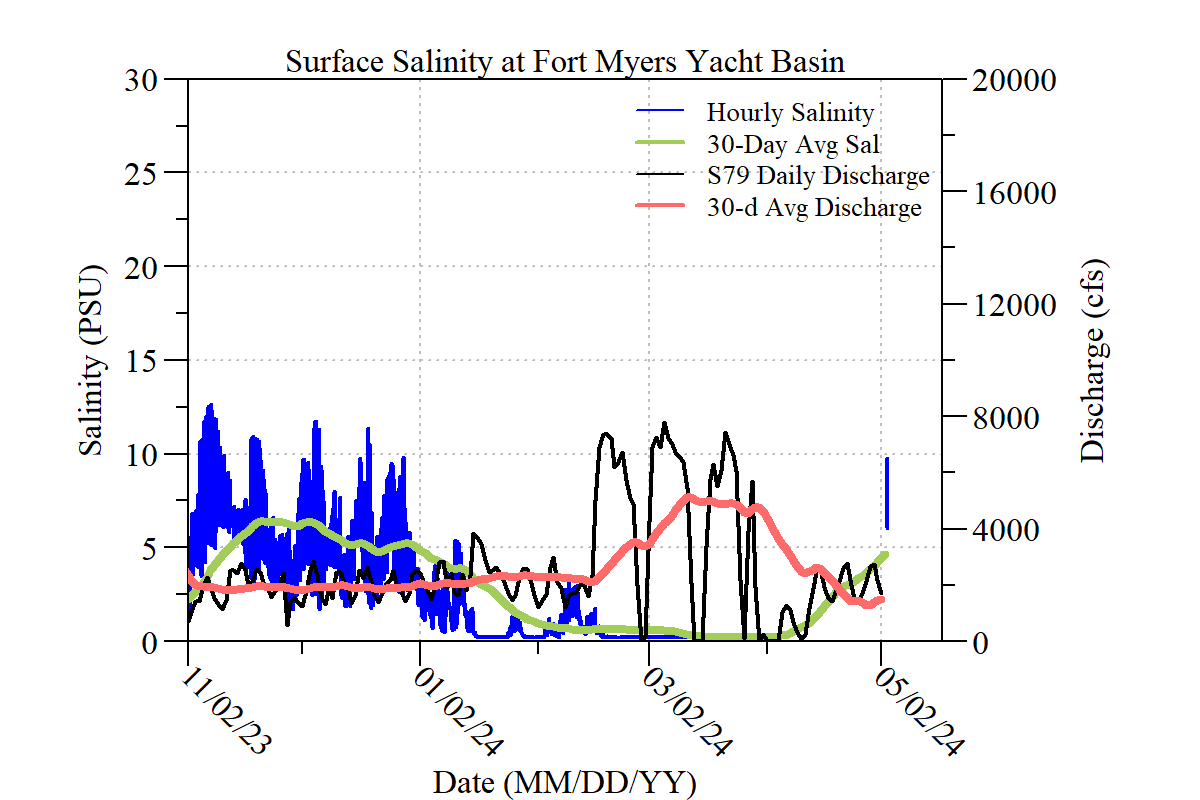 Surface Salinity at Fort Myers Yacht Basin
30
25
20
15
10
5
0
Salinity (PSU)
Hourly Salinity
30-Day Avg Sal
S79 Daily Discharge
30-d Avg Discharge
20000
16000
12000
8000
4000
0
Discharge (cfs)
11/02/23
01/02/24
03/02/24
05/02/24
Date (MM/DD/YY)